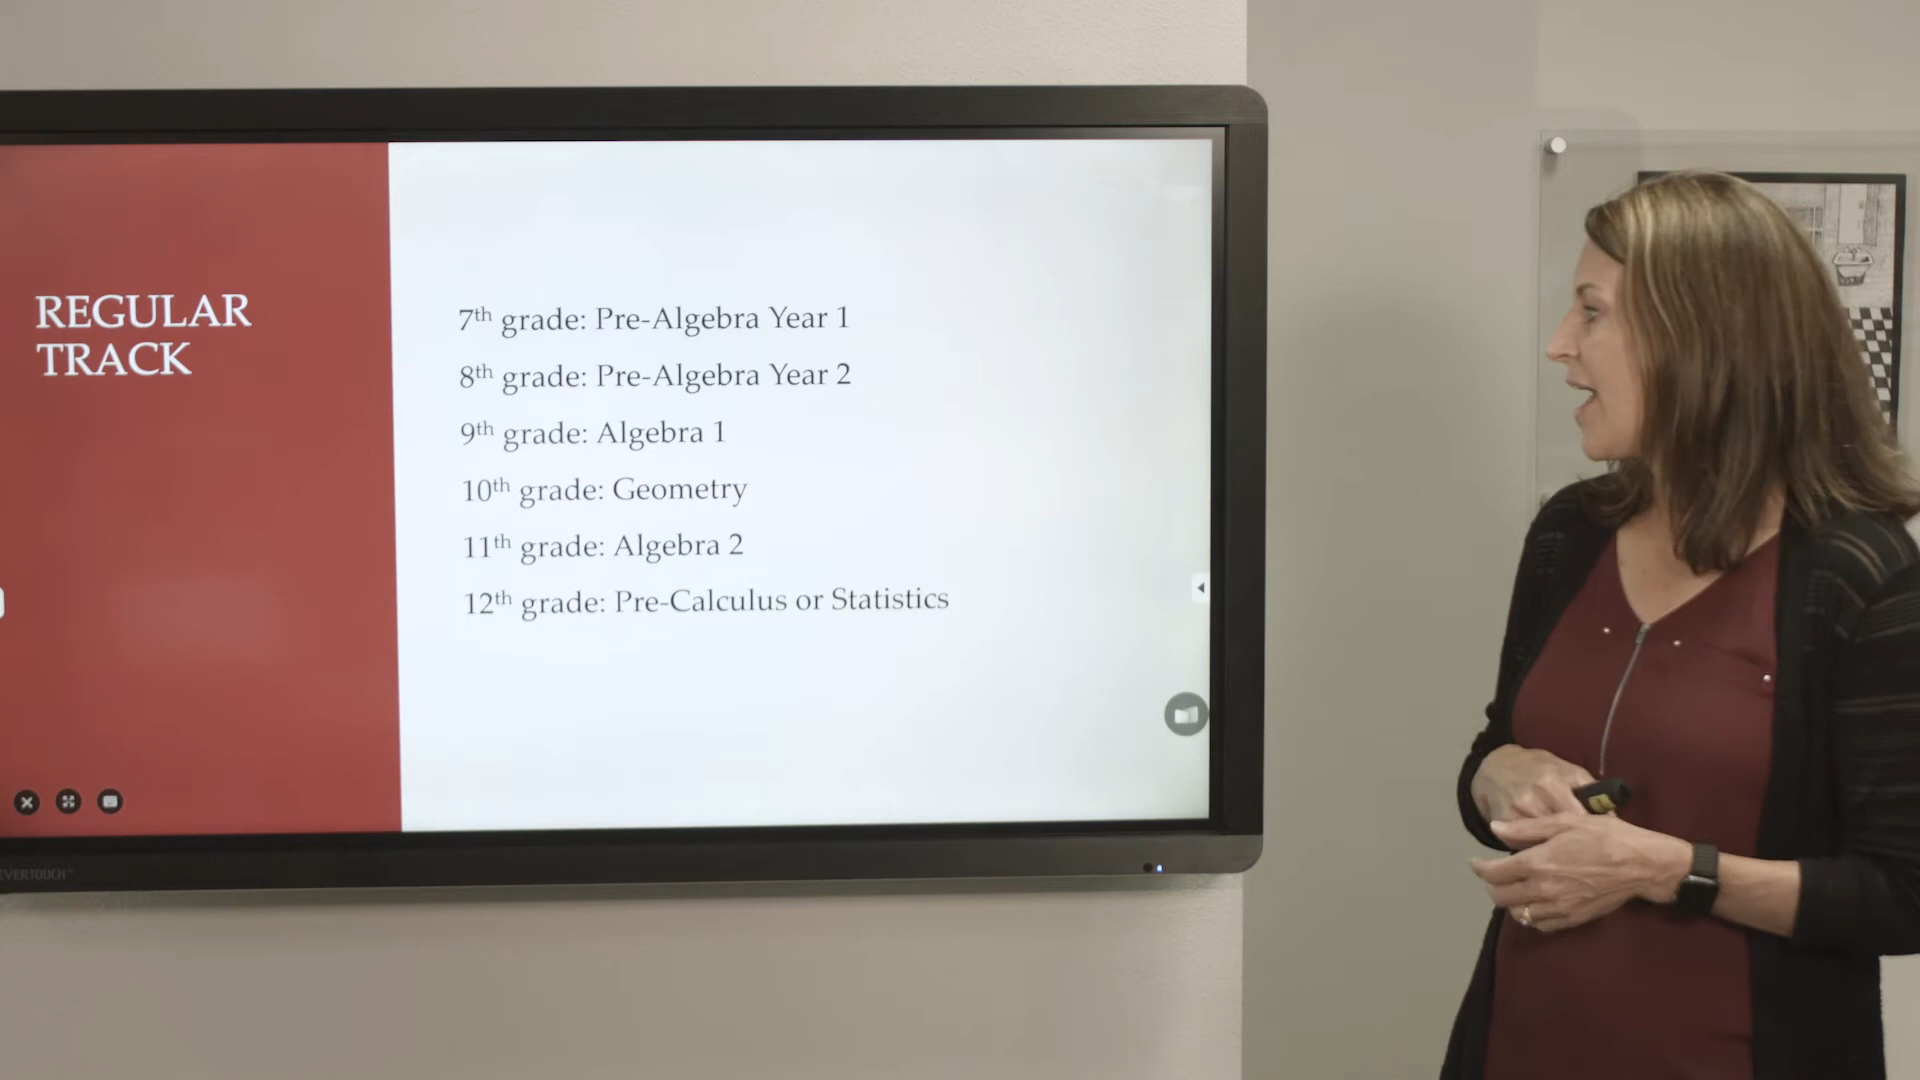 REGULAR
TRACK
7th grade: Pre-Algebra Year 1
8th grade: Pre-Algebra Year 2
9th grade: Algebra 1
10th grade: Geometry
11th grade: Algebra 2
12th grade: Pre-Calculus or Statistics
EVERTOUCH™